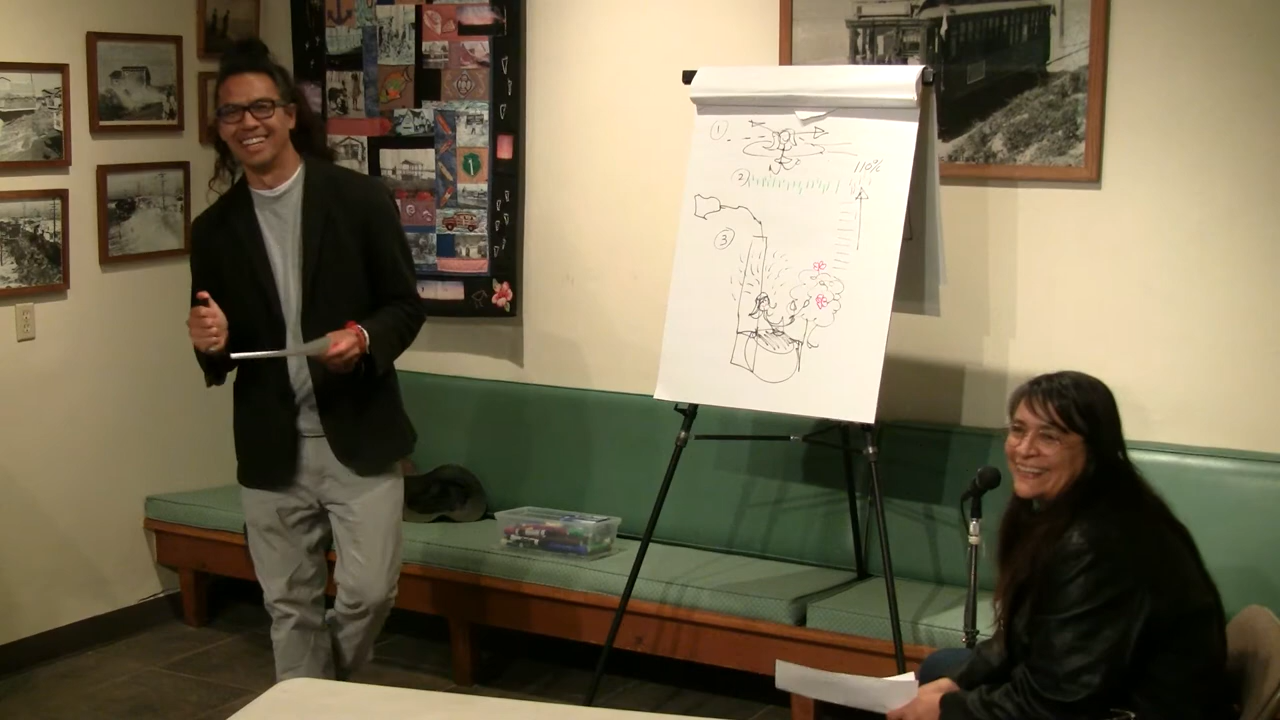 ①
②
110%
③